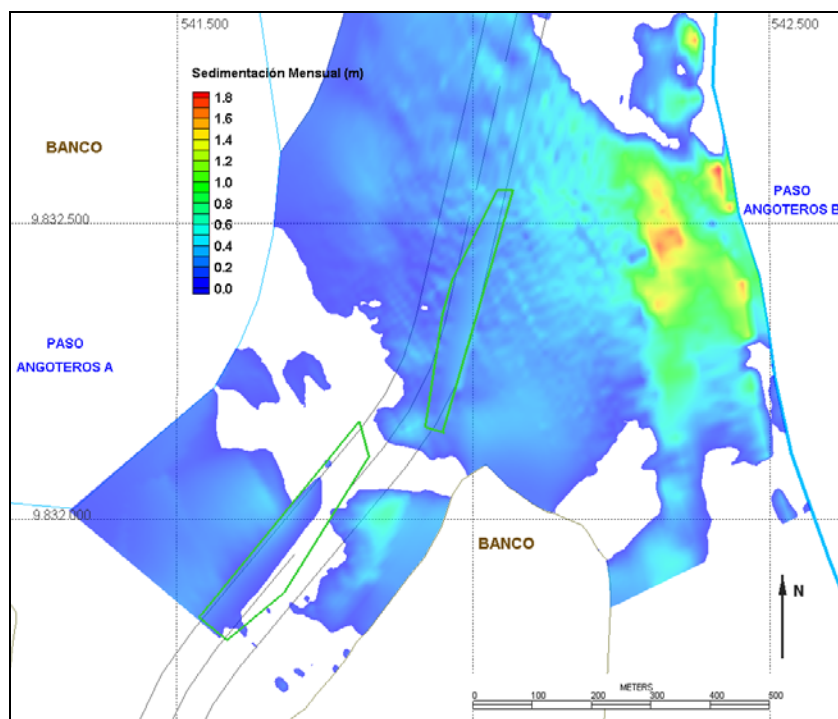 541.500
542.500
Sedimentación Mensual (m)
1.8
1.6
1.4
1.2
1.0
0.8
0.6
0.4
0.2
0.0
BANCO
PASO
ANGOTEROS B
9.832.500
PASO
ANGOTEROS A
9.832.000
BANCO
N
METERS
0 100 200 300 400 500